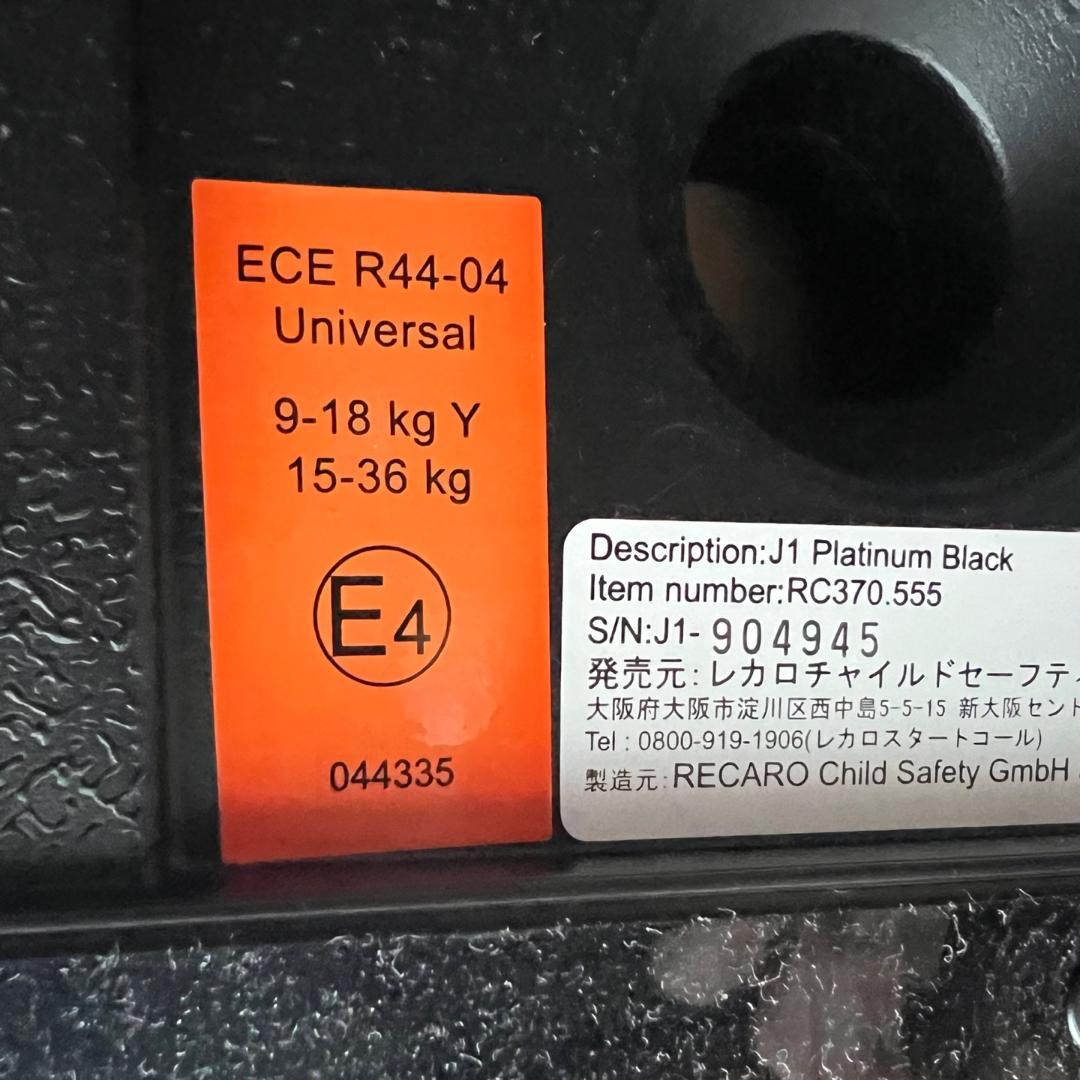 ECE R44-04
Universal
9-18 kg Y
15-36 kg
E4
044335
Description:J1 Platinum Black
Item number:RC370.555
S/N:J1- 904945
発売元:レカロチャイルドセーフティ
大阪府大阪市淀川区西中島5-5-15 新大阪セント
Tel : 0800-919-1906(レカロスタートコール)
製造元:RECARO Child Safety GmbH